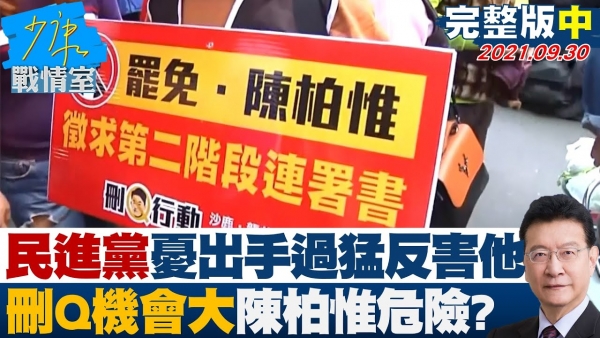 少康
戰情室
完整版中
2021.09.30
罷免·陳柏惟
徵求第二階段連署書
刪Q行動 沙鹿·龍
民進黨憂出手過猛反害他
刪Q機會大陳柏惟危險?